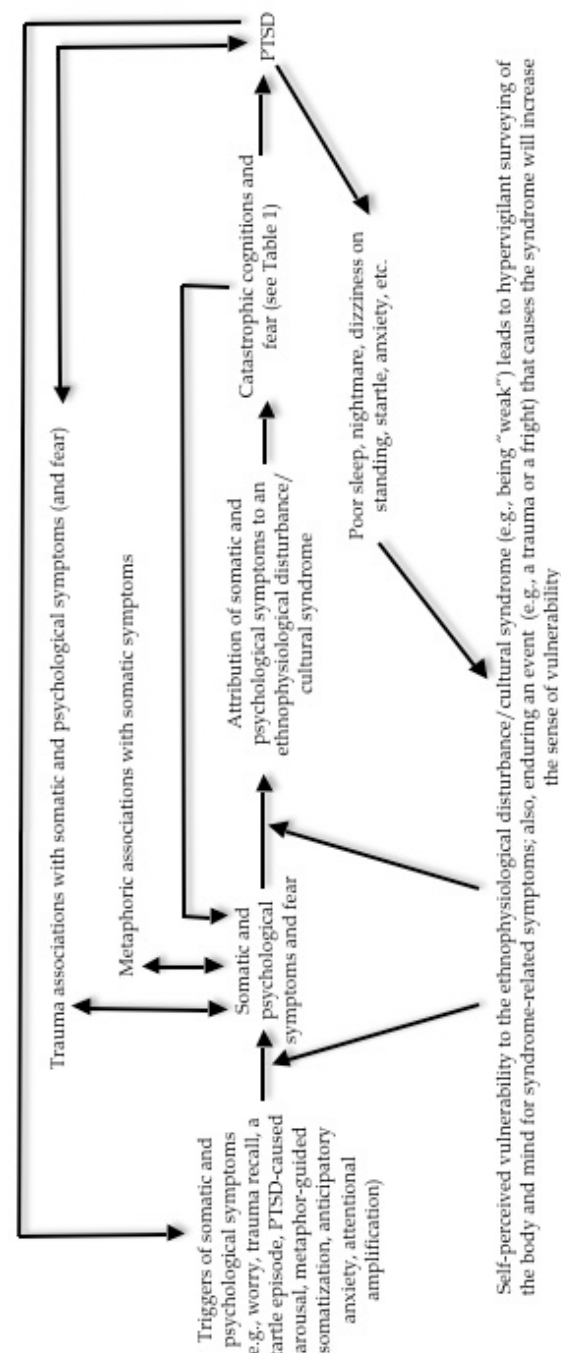 Trauma associations with somatic and psychological symptoms (and fear)
Metaphoric associations with somatic symptoms
Triggers of somatic and
psychological symptoms
e.g., worry, trauma recall, a
tartle episode, PTSD-caused
arousal, metaphor-guided
somatization, anticipatory
anxiety, attentional
amplification)
Somatic and
psychological
symptoms and fear
Attribution of somatic and
psychological symptoms to an
ethnophysiological disturbance/
cultural syndrome
Catastrophic cognitions and
fear (see Table 1)
PTSD
Poor sleep, nightmare, dizziness on
standing, startle, anxiety, etc.
Self-perceived vulnerability to the ethnophysiological disturbance/cultural syndrome (e.g., being “weak”) leads to hypervigilant surveying of
the body and mind for syndrome-related symptoms; also, enduring an event (e.g., a trauma or a fright) that causes the syndrome will increase
the sense of vulnerability